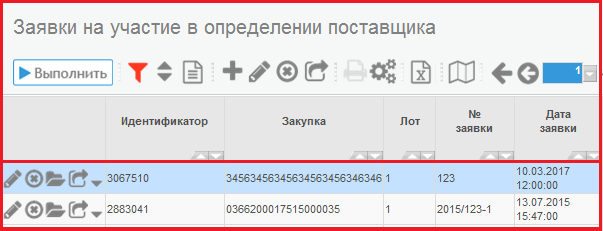 Заявки на участие в определении поставщика
Выполнить
1
Идентификатор Закупка Лот № заявки Дата заявки
3067510 34563456345634563456346346 1 123 10.03.2017 12:00:00
2883041 0366200017515000035 1 2015/123-1 13.07.2015 15:47:00